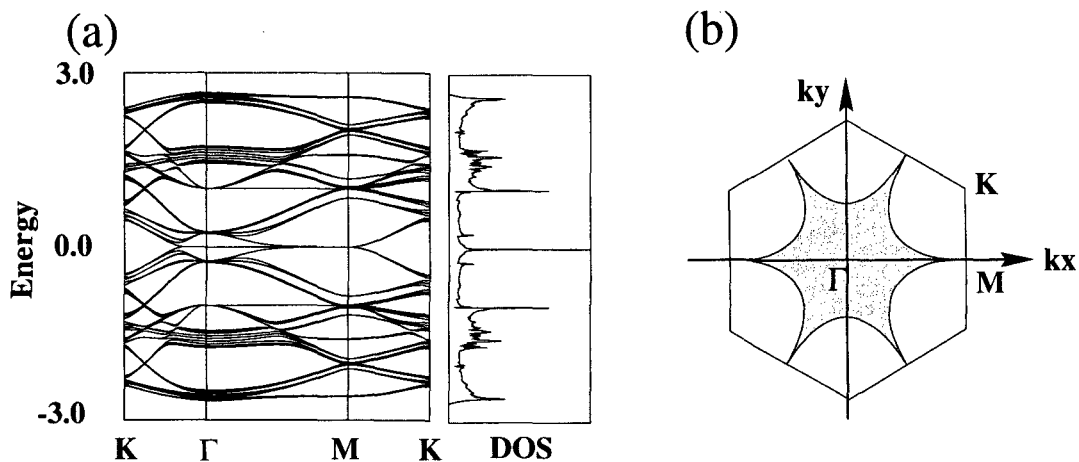 (a)
3.0
0.0
-3.0
Energy
K Γ M K
DOS
(b)
ky
K
Γ
M
kx